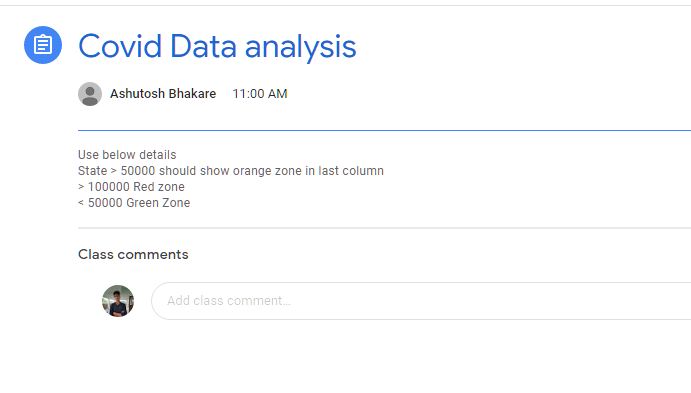 Covid Data analysis
Ashutosh Bhakare 11:00 AM
Use below details
State > 50000 should show orange zone in last column
> 100000 Red zone
< 50000 Green Zone
Class comments
Add class comment...